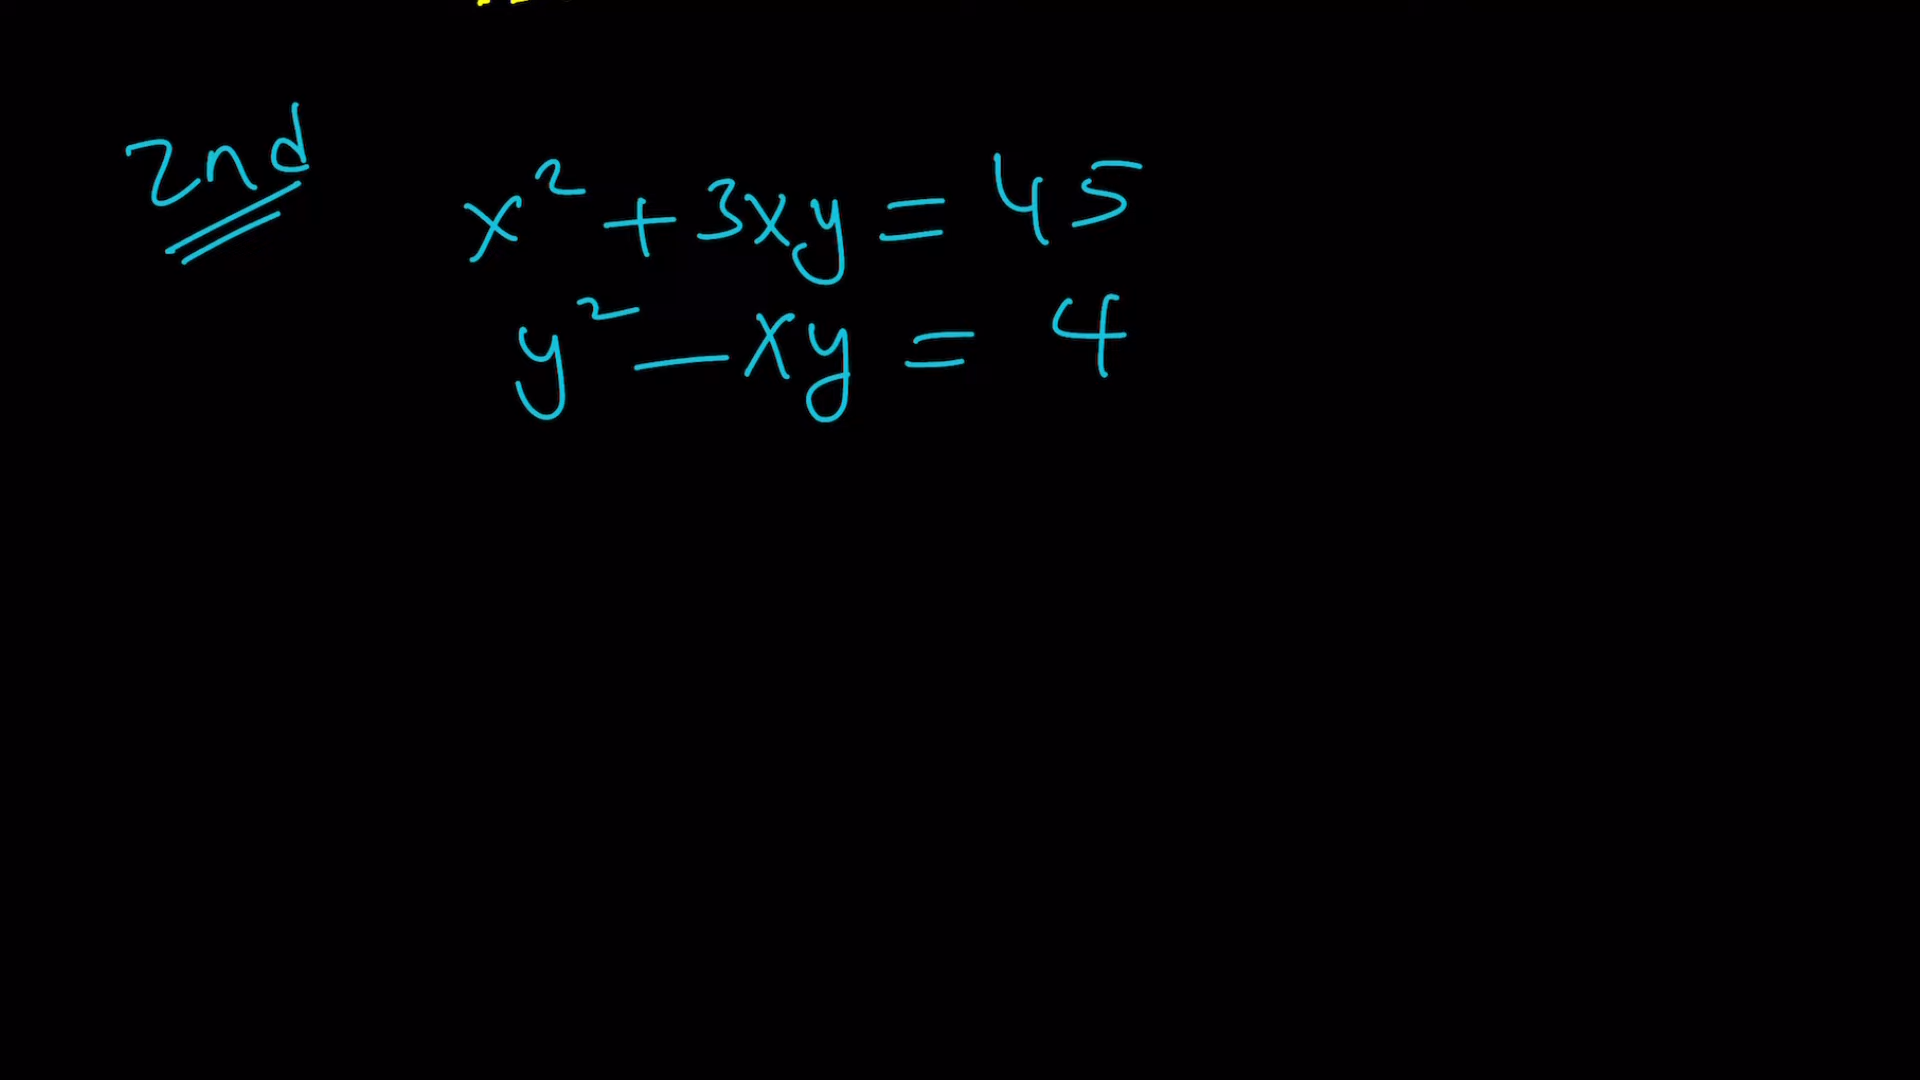 2nd
x² + 3xy = 45
y² — xy = 4